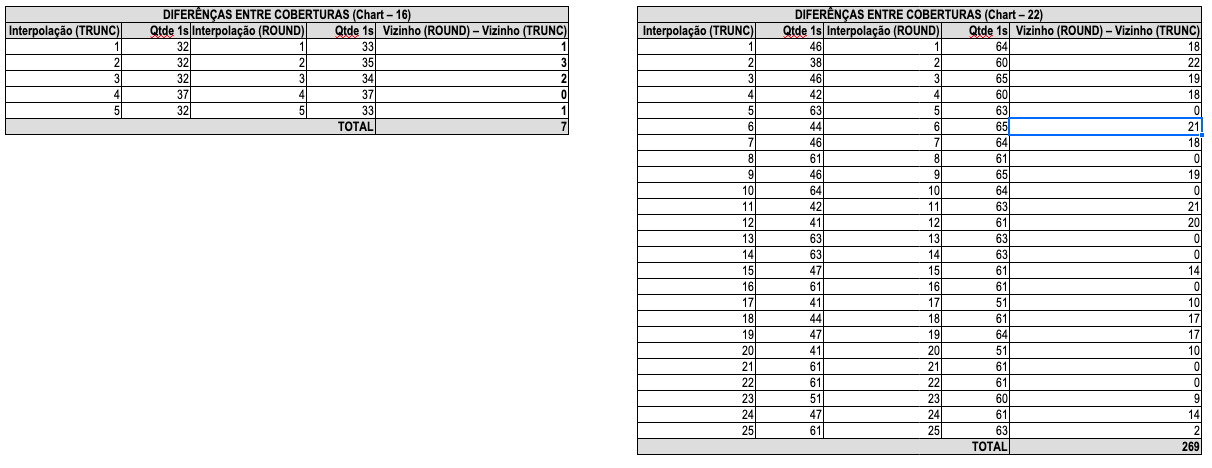 DIFERÊNÇAS ENTRE COBERTURAS (Chart – 16)
Interpolação (TRUNC) Qtde 1s Interpolação (ROUND) Qtde 1s Vizinho (ROUND) – Vizinho (TRUNC)
1 32 1 33 1
2 32 2 35 3
3 32 3 34 2
4 37 4 37 0
5 32 5 33 1
TOTAL 7
DIFERÊNÇAS ENTRE COBERTURAS (Chart – 22)
Interpolação (TRUNC) Qtde 1s Interpolação (ROUND) Qtde 1s Vizinho (ROUND) – Vizinho (TRUNC)
1 46 1 64 18
2 38 2 60 22
3 46 3 65 19
4 42 4 60 18
5 63 5 63 0
6 44 6 65 21
7 46 7 64 18
8 61 8 61 0
9 46 9 65 19
10 64 10 64 0
11 42 11 63 21
12 41 12 61 20
13 63 13 63 0
14 63 14 63 0
15 47 15 61 14
16 61 16 61 0
17 41 17 51 10
18 44 18 61 17
19 47 19 64 17
20 41 20 51 10
21 61 21 61 0
22 61 22 61 0
23 51 23 60 9
24 47 24 61 14
25 61 25 63 2
TOTAL 269